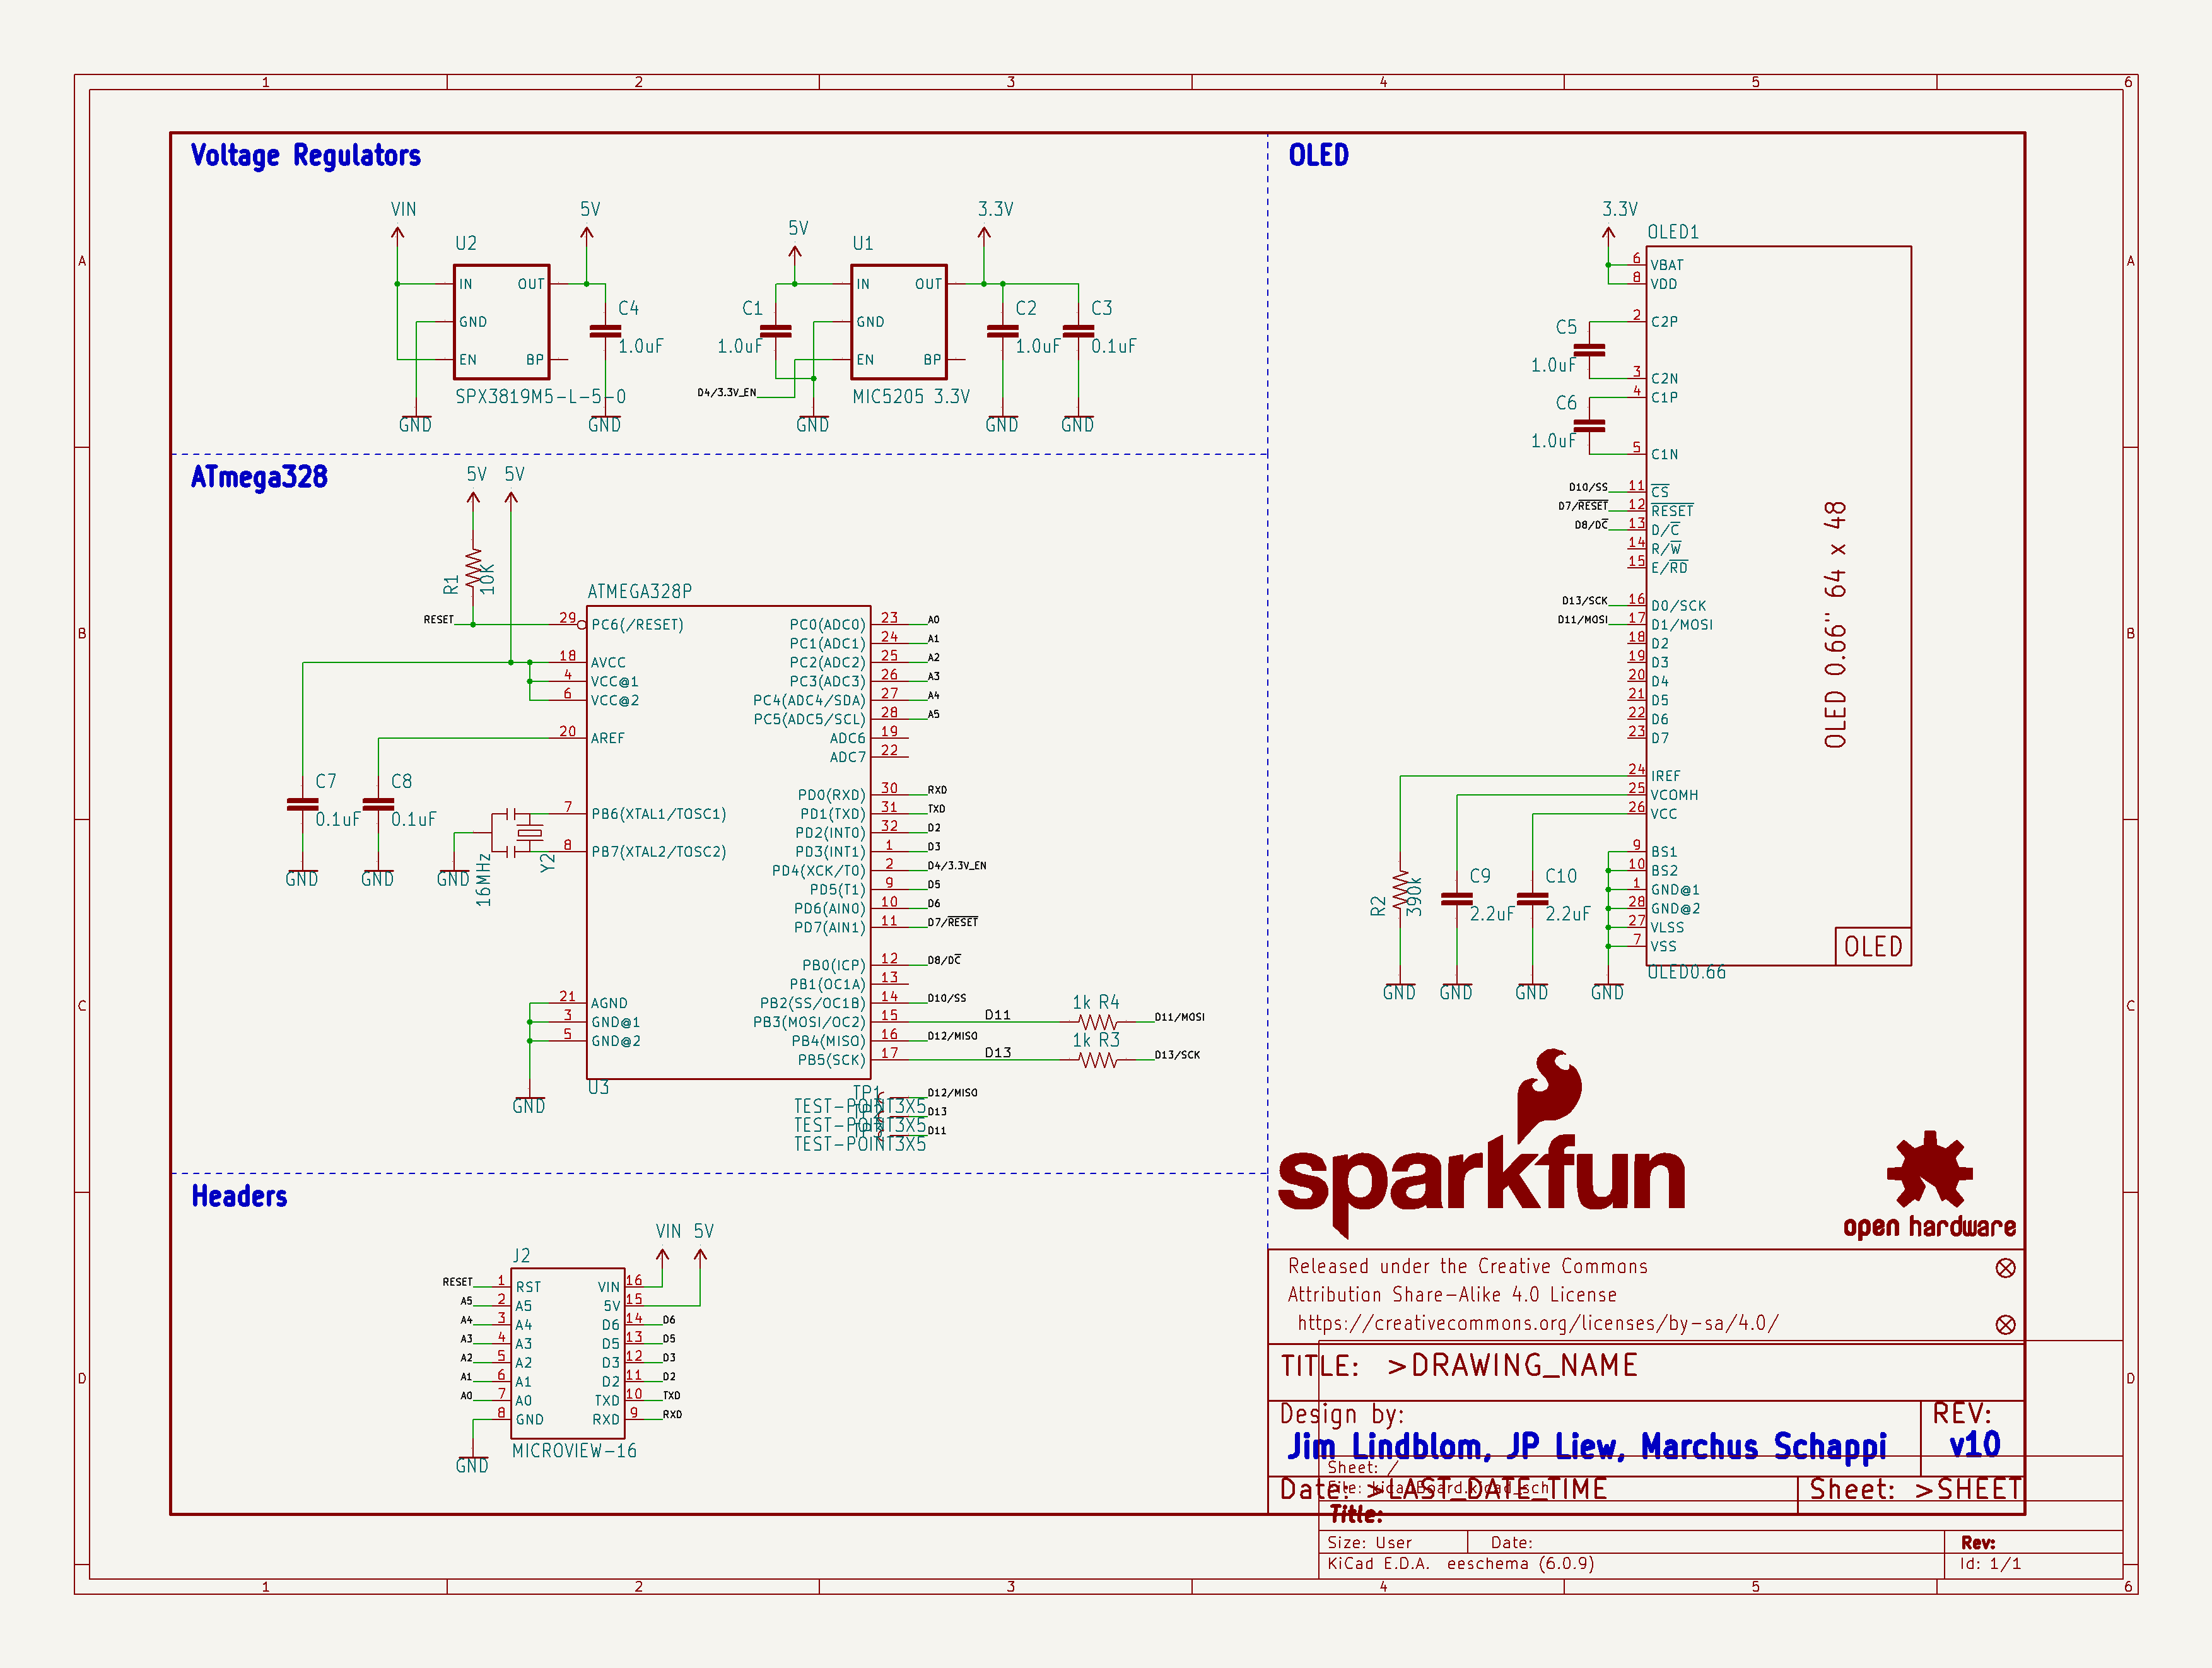 1 2 3 4 5 6
A
B
C
D
A
B
C
D
Voltage Regulators
VIN
5V
U2
IN
OUT
GND
EN
BP
SPX3819M5-L-5-0
C4
1.0uF
GND
GND
5V
3.3V
U1
IN
OUT
GND
EN
BP
MIC5205 3.3V
C1
1.0uF
D4/3.3V_EN
C2
1.0uF
C3
0.1uF
GND
GND
GND
ATmega328
5V 5V
R1
10K
RESET
ATMEGA328P
29 PC6(/RESET)
18 AVCC
4 VCC@1
6 VCC@2
20 AREF
7 PB6(XTAL1/TOSC1)
8 PB7(XTAL2/TOSC2)
21 AGND
3 GND@1
5 GND@2
PC0(ADC0) 23 A0
PC1(ADC1) 24 A1
PC2(ADC2) 25 A2
PC3(ADC3) 26 A3
PC4(ADC4/SDA) 27 A4
PC5(ADC5/SCL) 28 A5
ADC6 19
ADC7 22
PD0(RXD) 30 RXD
PD1(TXD) 31 TXD
PD2(INT0) 32 D2
PD3(INT1) 1 D3
PD4(XCK/T0) 2 D4/3.3V_EN
PD5(T1) 9 D5
PD6(AIN0) 10 D6
PD7(AIN1) 11 D7/RESET
PB0(ICP) 12 D8/DC
PB1(OC1A) 13
PB2(SS/OC1B) 14 D10/SS
PB3(MOSI/OC2) 15 D11 1k R4 D11/MOSI
PB4(MISO) 16 D12/MISO
PB5(SCK) 17 D13 1k R3 D13/SCK
C7
0.1uF
C8
0.1uF
GND
GND
GND
16MHz
Y2
GND
U3
TP1
TEST-POINT3X5
TEST-POINT3X5
TEST-POINT3X5
D12/MISO
D13
D11
Headers
VIN 5V
J2
RESET 1 RST VIN 16
A5 2 A5 5V 15
A4 3 A4 D6 14 D6
A3 4 A3 D5 13 D5
A2 5 A2 D3 12 D3
A1 6 A1 D2 11 D2
A0 7 A0 TXD 10 TXD
8 GND RXD 9 RXD
MICROVIEW-16
GND
OLED
3.3V
OLED1
6 VBAT
8 VDD
2 C2P
C5
1.0uF
3 C2N
4 C1P
C6
1.0uF
5 C1N
D10/SS 11 CS
D7/RESET 12 RESET
D8/DC 13 D/C
14 R/W
15 E/RD
D13/SCK 16 D0/SCK
D11/MOSI 17 D1/MOSI
18 D2
19 D3
20 D4
21 D5
22 D6
23 D7
24 IREF
25 VCOMH
26 VCC
9 BS1
10 BS2
1 GND@1
28 GND@2
27 VLSS
7 VSS
OLED 0.66" 64 x 48
OLED
OLED0.66
R2
390k
C9
2.2uF
C10
2.2uF
GND
GND
GND
GND
sparkfun
open hardware
Released under the Creative Commons
Attribution Share-Alike 4.0 License
https://creativecommons.org/licenses/by-sa/4.0/
TITLE: >DRAWING_NAME
Design by:
Jim Lindblom, JP Liew, Marchus Schappi
REV:
v10
Sheet: /
File: kicadBoard.kicad_sch
Date: >LAST_DATE_TIME
Sheet: >SHEET
Title:
Size: User
Date:
Rev:
KiCad E.D.A. eeschema (6.0.9)
Id: 1/1
1 2 3 4 5 6